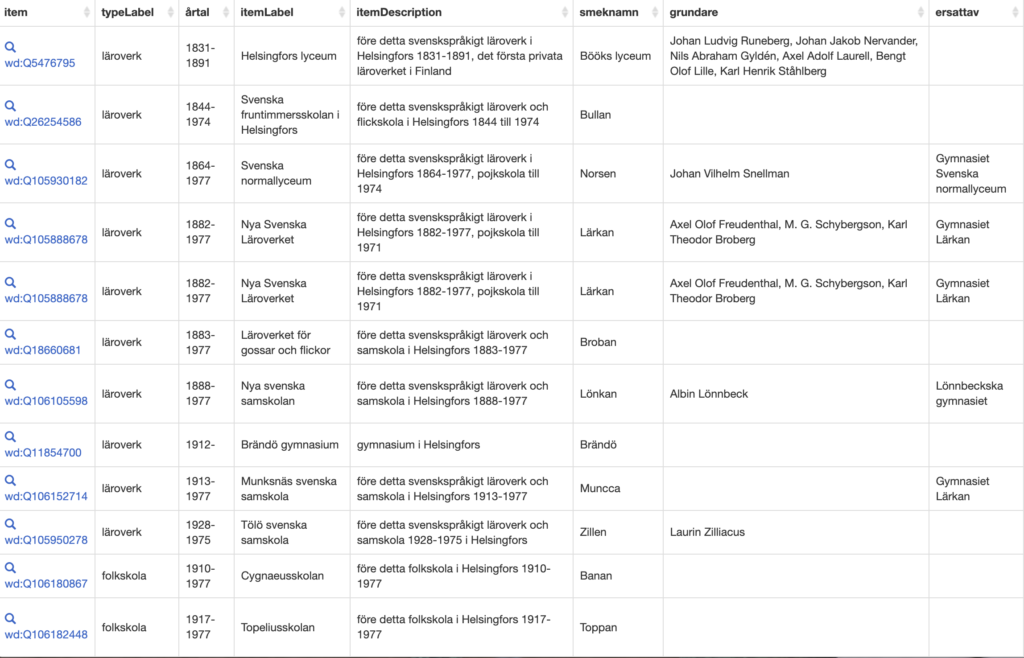 item typeLabel årtal itemLabel itemDescription smeknamn grundare ersattav
wd:Q5476795
läroverk
1831-
1891
Helsingfors lyceum
före detta svenskspråkigt läroverk i
Helsingfors 1831-1891, det första privata
läroverket i Finland
Bööks lyceum
Johan Ludvig Runeberg, Johan Jakob Nervander,
Nils Abraham Gyldén, Axel Adolf Laurell, Bengt
Olof Lille, Karl Henrik Ståhlberg
wd:Q26254586
läroverk
1844-
1974
Svenska
fruntimmersskolan i
Helsingfors
före detta svenskspråkigt läroverk och
flickskola i Helsingfors 1844 till 1974
Bullan
wd:Q105930182
läroverk
1864-
1977
Svenska
normallyceum
före detta svenskspråkigt läroverk i
Helsingfors 1864-1977, pojkskola till
1974
Norsen
Johan Vilhelm Snellman
Gymnasiet
Svenska
normallyceum
wd:Q105888678
läroverk
1882-
1977
Nya Svenska
Läroverket
före detta svenskspråkigt läroverk i
Helsingfors 1882-1977, pojkskola till
1971
Lärkan
Axel Olof Freudenthal, M. G. Schybergson, Karl
Theodor Broberg
Gymnasiet
Lärkan
wd:Q105888678
läroverk
1882-
1977
Nya Svenska
Läroverket
före detta svenskspråkigt läroverk i
Helsingfors 1882-1977, pojkskola till
1971
Lärkan
Axel Olof Freudenthal, M. G. Schybergson, Karl
Theodor Broberg
Gymnasiet
Lärkan
wd:Q18660681
läroverk
1883-
1977
Läroverket för
gossar och flickor
före detta svenskspråkigt läroverk och
samskola i Helsingfors 1883-1977
Broban
wd:Q106105598
läroverk
1888-
1977
Nya svenska
samskolan
före detta svenskspråkigt läroverk och
samskola i Helsingfors 1888-1977
Lönkan
Albin Lönnbeck
Lönnbeckska
gymnasiet
wd:Q11854700
läroverk
1912-
Brändö gymnasium
gymnasium i Helsingfors
Brändö
wd:Q106152714
läroverk
1913-
1977
Munksnäs svenska
samskola
före detta svenskspråkigt läroverk och
samskola i Helsingfors 1913-1977
Muncca
Gymnasiet
Lärkan
wd:Q105950278
läroverk
1928-
1975
Tölö svenska
samskola
före detta svenskspråkigt läroverk och
samskola 1928-1975 i Helsingfors
Zillen
Laurin Zilliacus
wd:Q106180867
folkskola
1910-
1977
Cygnaeusskolan
före detta folkskola i Helsingfors 1910-
1977
Banan
wd:Q106182448
folkskola
1917-
1977
Topeliusskolan
före detta folkskola i Helsingfors 1917-
1977
Toppan